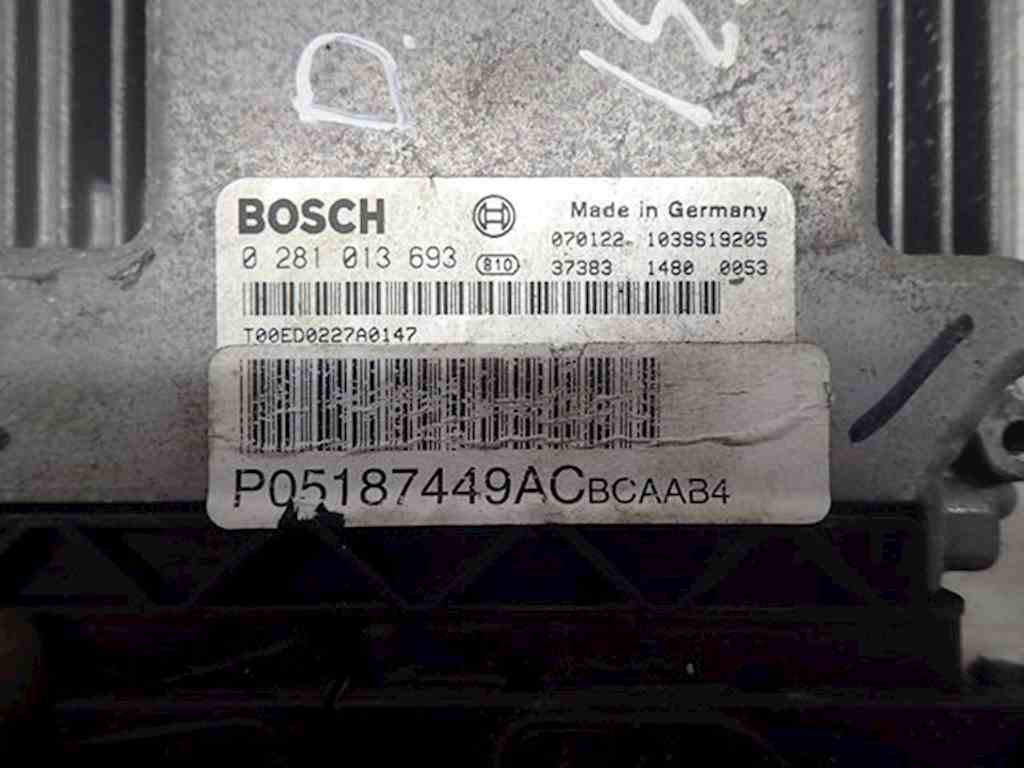 D.
BOSCH
Made in Germany
070122 1039S19205
0 281 013 693
810
37383 1480 0053
T00ED0227A0147
P05187449ACBCAAB4